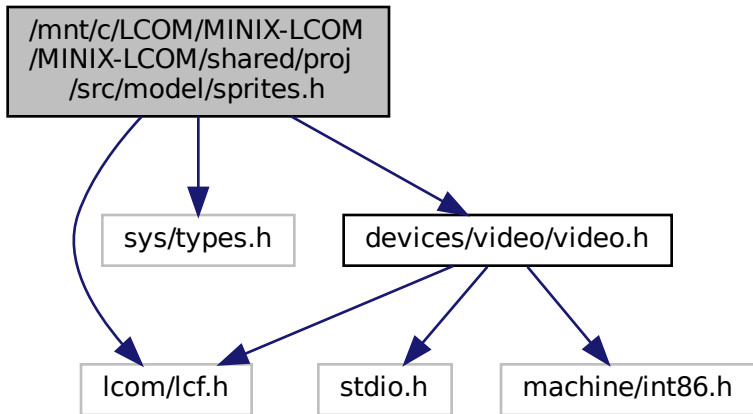 /mnt/c/LCOM/MINIX-LCOM
/MINIX-LCOM/shared/proj
/src/model/sprites.h
sys/types.h
devices/video/video.h
lcom/lcf.h
stdio.h
machine/int86.h